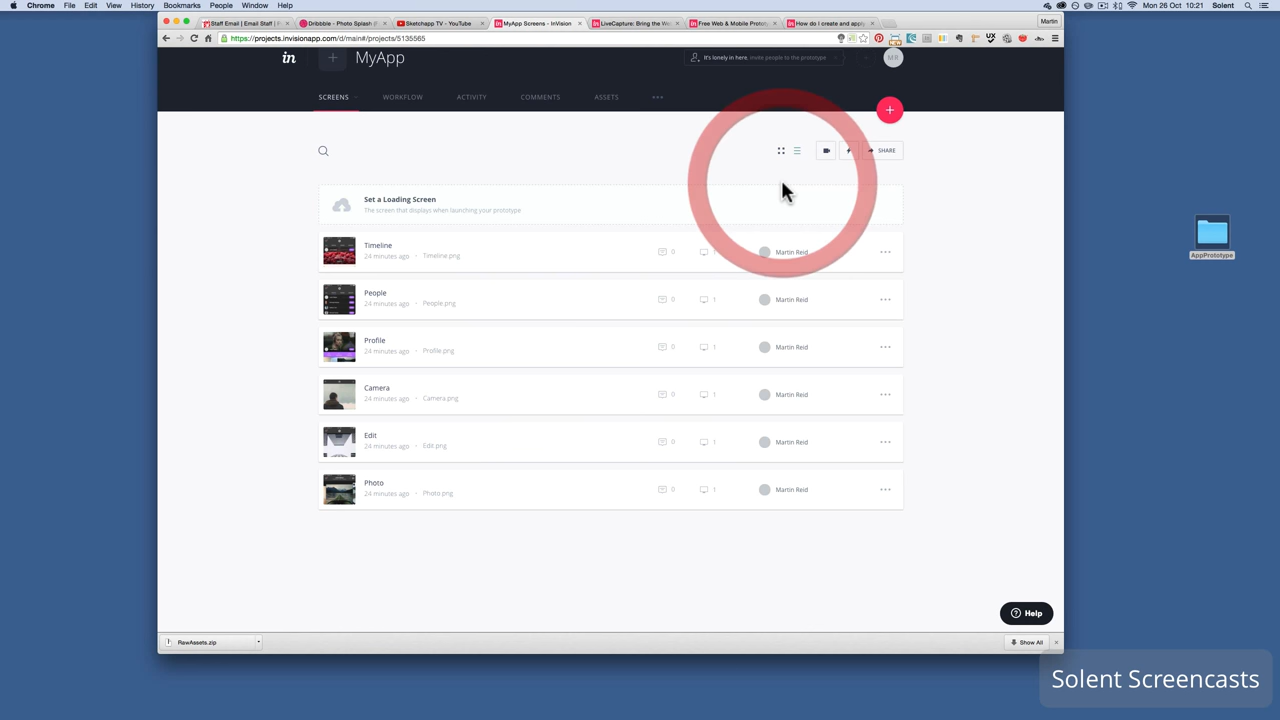 Chrome File Edit View History Bookmarks People Window Help Mon 26 Oct 10:21 Solent
Staff Email | Email Staff | F Dribbble - Photo Splash (F Sketchapp TV - YouTube MyApp Screens - InVision LiveCapture: Bring the We Free Web & Mobile Prototy How do I create and apply Martin
https://projects.invisionapp.com/d/main#/projects/5135565
in MyApp It's lonely in here, invite people to the prototype MR
SCREENS WORKFLOW ACTIVITY COMMENTS ASSETS
SHARE
Set a Loading Screen
The screen that displays when launching your prototype
Timeline
24 minutes ago • Timeline.png 0 1 Martin Reid
People
24 minutes ago • People.png 0 1 Martin Reid
Profile
24 minutes ago • Profile.png 0 1 Martin Reid
Camera
24 minutes ago • Camera.png 0 1 Martin Reid
Edit
24 minutes ago • Edit.png 0 1 Martin Reid
Photo
24 minutes ago • Photo.png 0 1 Martin Reid
AppPrototype
Help
RawAssets.zip Show All
Solent Screencasts